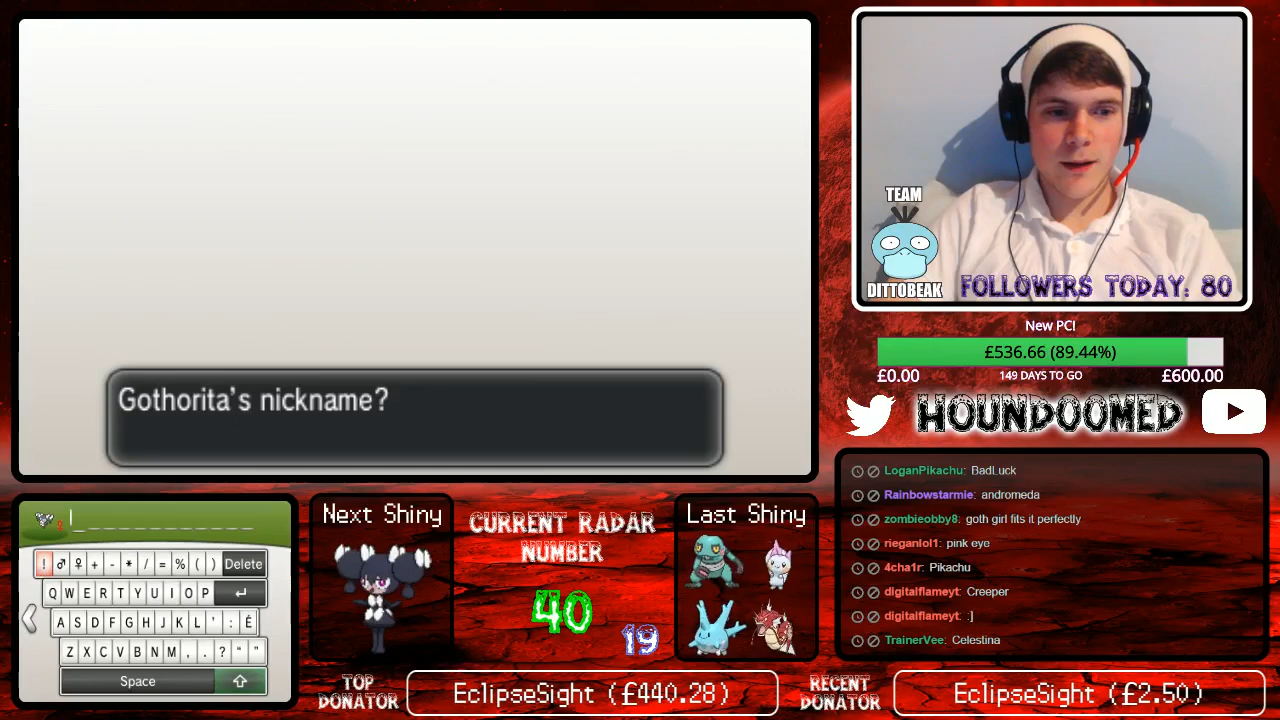 Gothorita's nickname?
TEAM
DITTOBEAK
FOLLOWERS TODAY: 80
New PC!
£536.66 (89.44%)
£0.00
149 DAYS TO GO
£600.00
HOUNDOOMED
LoganPikachu: BadLuck
Rainbowstarmie: andromeda
zombieobby8: goth girl fits it perfectly
rieganlol1: pink eye
4cha1r: Pikachu
digitalflameyt: Creeper
digitalflameyt: :]
TrainerVee: Celestina
! ♂ ♀ + - * / = % ( ) Delete
Q W E R T Y U I O P
A S D F G H J K L ' : É
Z X C V B N M , . ? “ ”
Space
Next Shiny
CURRENT RADAR
NUMBER
40
19
Last Shiny
TOP
DONATOR
EclipseSight (£440.28)
RECENT
DONATOR
EclipseSight (£2.50)